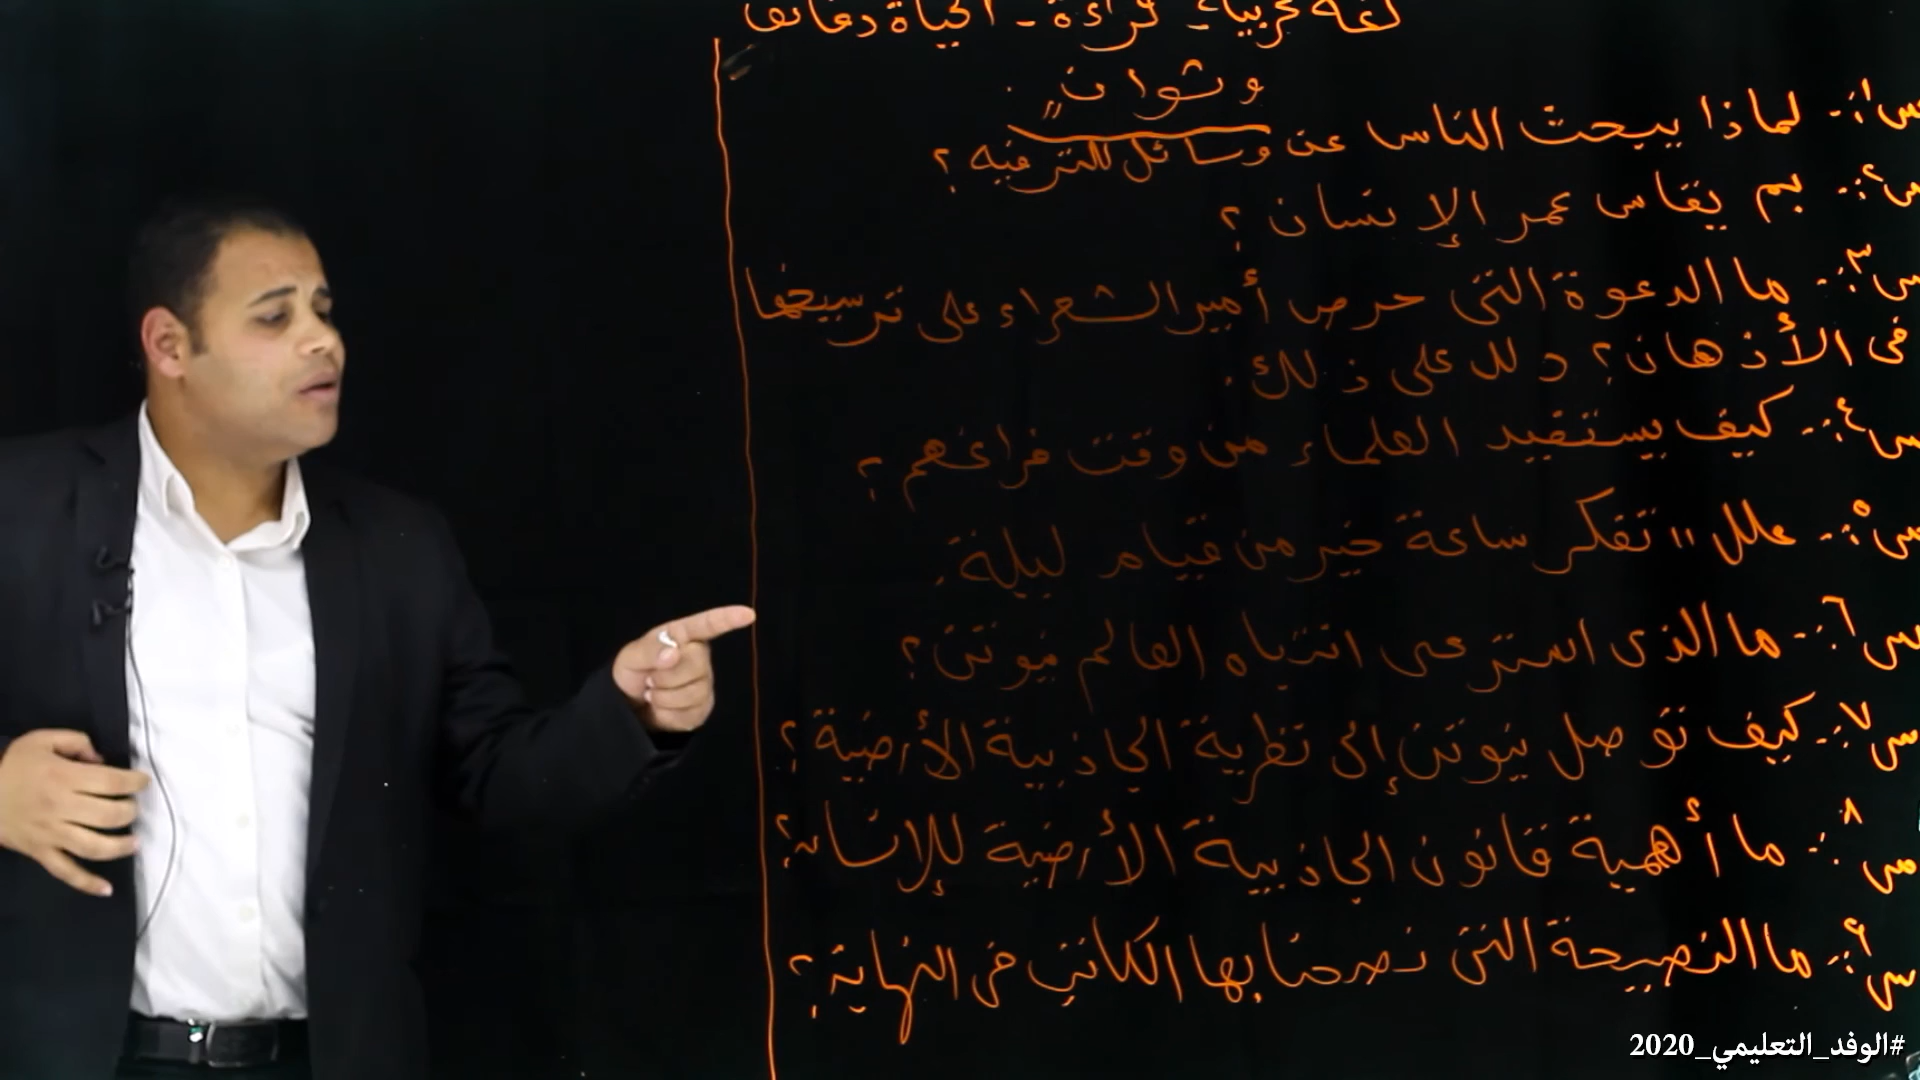 لغة عربية - قراءة - الحياة دقائق
وثوان
س١:- لماذا يبحث الناس عن وسائل للترفيه ؟
س٢:- بم يقاس عمر الإنسان ؟
س٣:- ما الدعوة التى حرص أمير الشعراء على ترسيخها
فى الأذهان ؟ دلل على ذلك .
س٤:- كيف يستفيد العلماء من وقت فراغهم ؟
س٥:- علل " تفكر ساعة خير من قيام ليلة .
س٦:- ما الذى استرعى انتباه العالم نيوتن ؟
س٧:- كيف توصل نيوتن إلى نظرية الجاذبية الأرضية ؟
س٨:- ما أهمية قانون الجاذبية الأرضية للإنسان ؟
س٩:- ما النصيحة التى نصحنا بها الكاتب فى النهاية ؟
#الوفد_التعليمي_2020